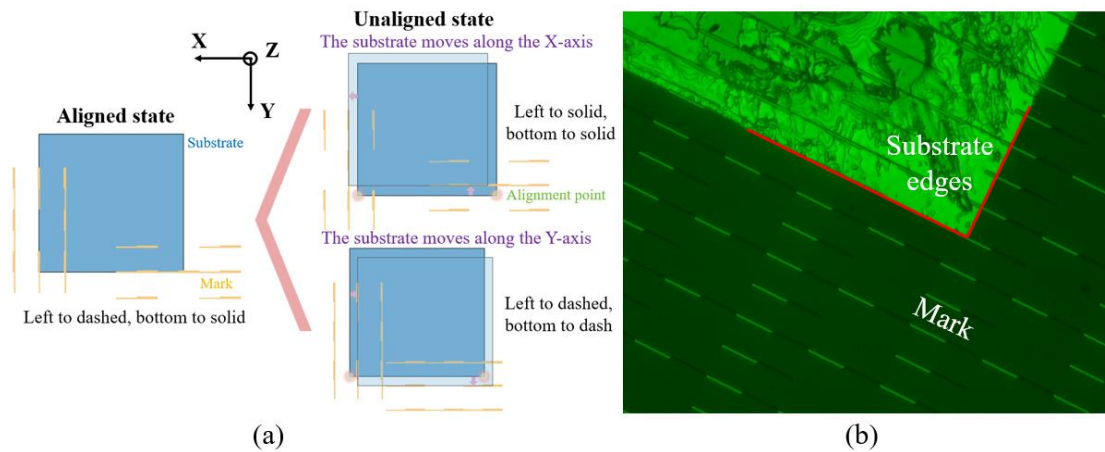 Unaligned state
The substrate moves along the X-axis
X
Z
Y
Aligned state
Substrate
Mark
Left to dashed, bottom to solid
Left to solid,
bottom to solid
Alignment point
The substrate moves along the Y-axis
Left to dashed,
bottom to dash
(a)
Substrate
edges
Mark
(b)